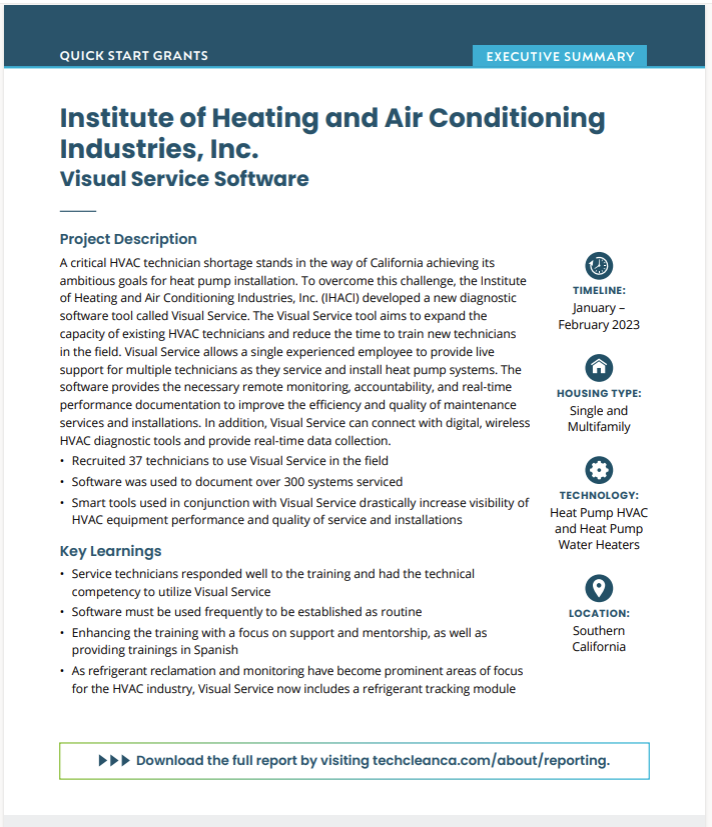 QUICK START GRANTS
EXECUTIVE SUMMARY
Institute of Heating and Air Conditioning
Industries, Inc.
Visual Service Software
Project Description
A critical HVAC technician shortage stands in the way of California achieving its
ambitious goals for heat pump installation. To overcome this challenge, the Institute
of Heating and Air Conditioning Industries, Inc. (IHACI) developed a new diagnostic
software tool called Visual Service. The Visual Service tool aims to expand the
capacity of existing HVAC technicians and reduce the time to train new technicians
in the field. Visual Service allows a single experienced employee to provide live
support for multiple technicians as they service and install heat pump systems. The
software provides the necessary remote monitoring, accountability, and real-time
performance documentation to improve the efficiency and quality of maintenance
services and installations. In addition, Visual Service can connect with digital, wireless
HVAC diagnostic tools and provide real-time data collection.
• Recruited 37 technicians to use Visual Service in the field
• Software was used to document over 300 systems serviced
• Smart tools used in conjunction with Visual Service drastically increase visibility of
HVAC equipment performance and quality of service and installations
Key Learnings
• Service technicians responded well to the training and had the technical
competency to utilize Visual Service
• Software must be used frequently to be established as routine
• Enhancing the training with a focus on support and mentorship, as well as
providing trainings in Spanish
• As refrigerant reclamation and monitoring have become prominent areas of focus
for the HVAC industry, Visual Service now includes a refrigerant tracking module
TIMELINE:
January –
February 2023
HOUSING TYPE:
Single and
Multifamily
TECHNOLOGY:
Heat Pump HVAC
and Heat Pump
Water Heaters
LOCATION:
Southern
California
Download the full report by visiting techcleanca.com/about/reporting.